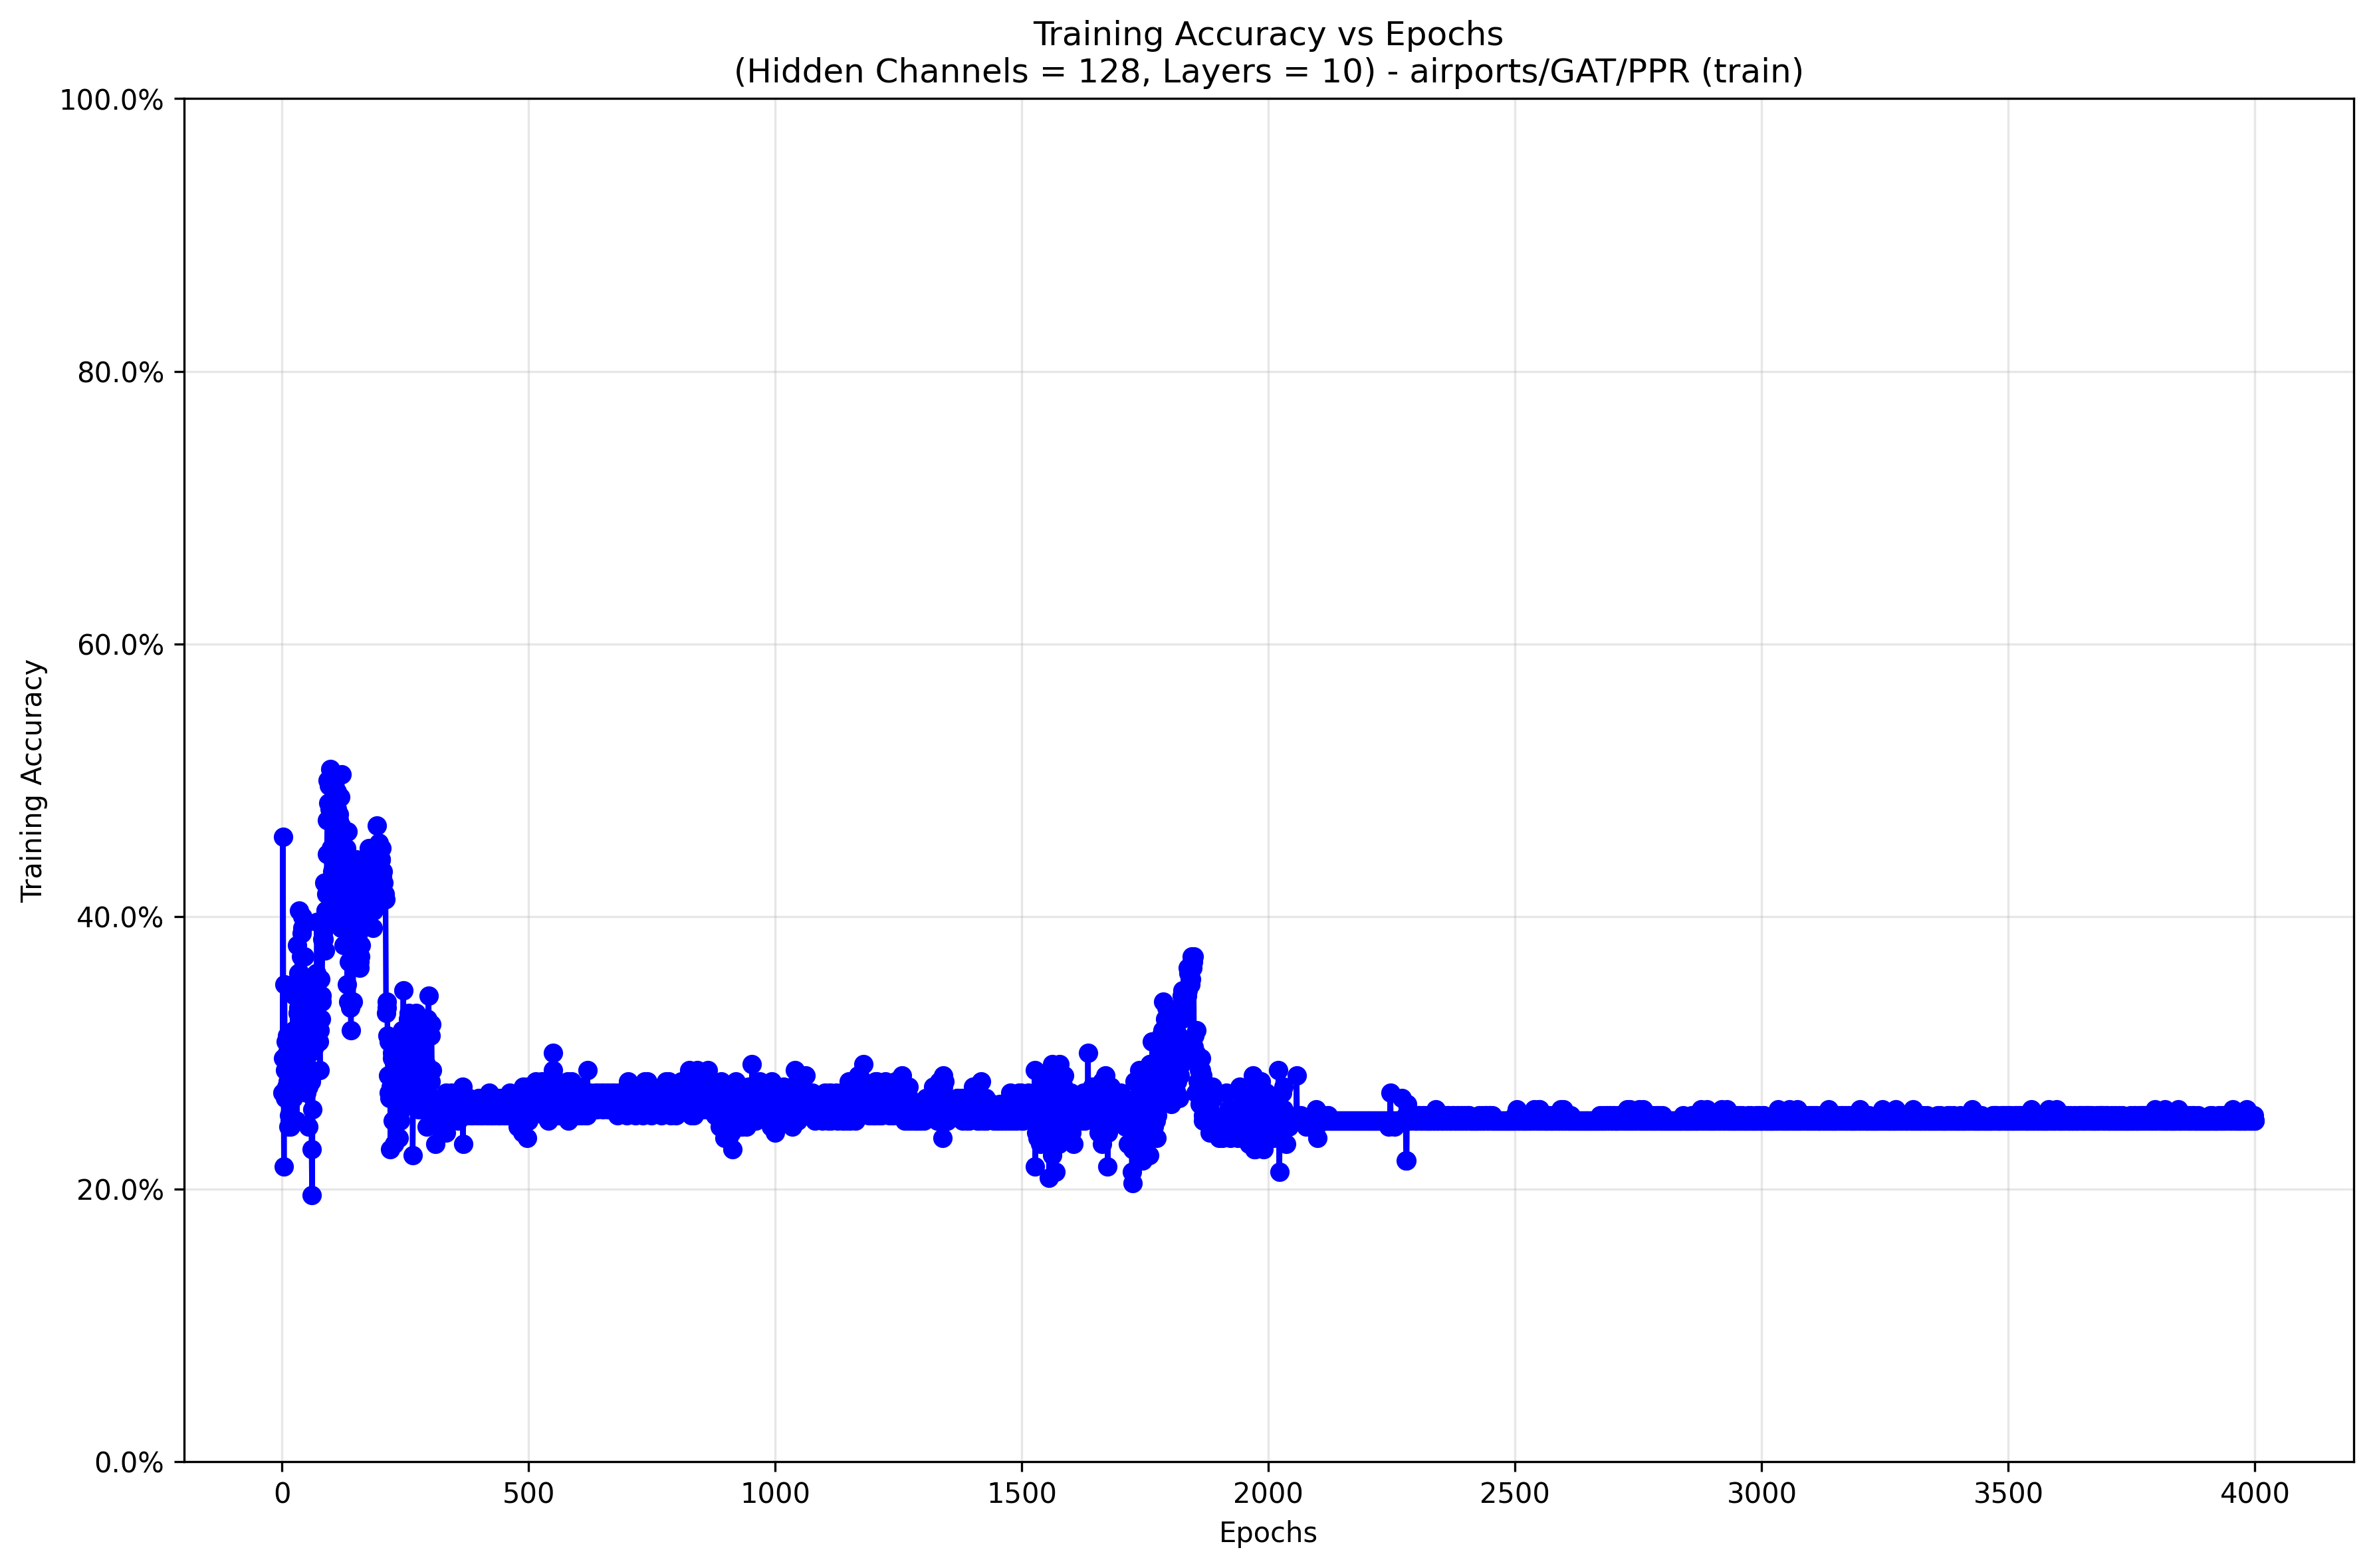 Training Accuracy vs Epochs
(Hidden Channels = 128, Layers = 10) - airports/GAT/PPR (train)
100.0%
80.0%
60.0%
40.0%
20.0%
0.0%
Training Accuracy
0 500 1000 1500 2000 2500 3000 3500 4000
Epochs